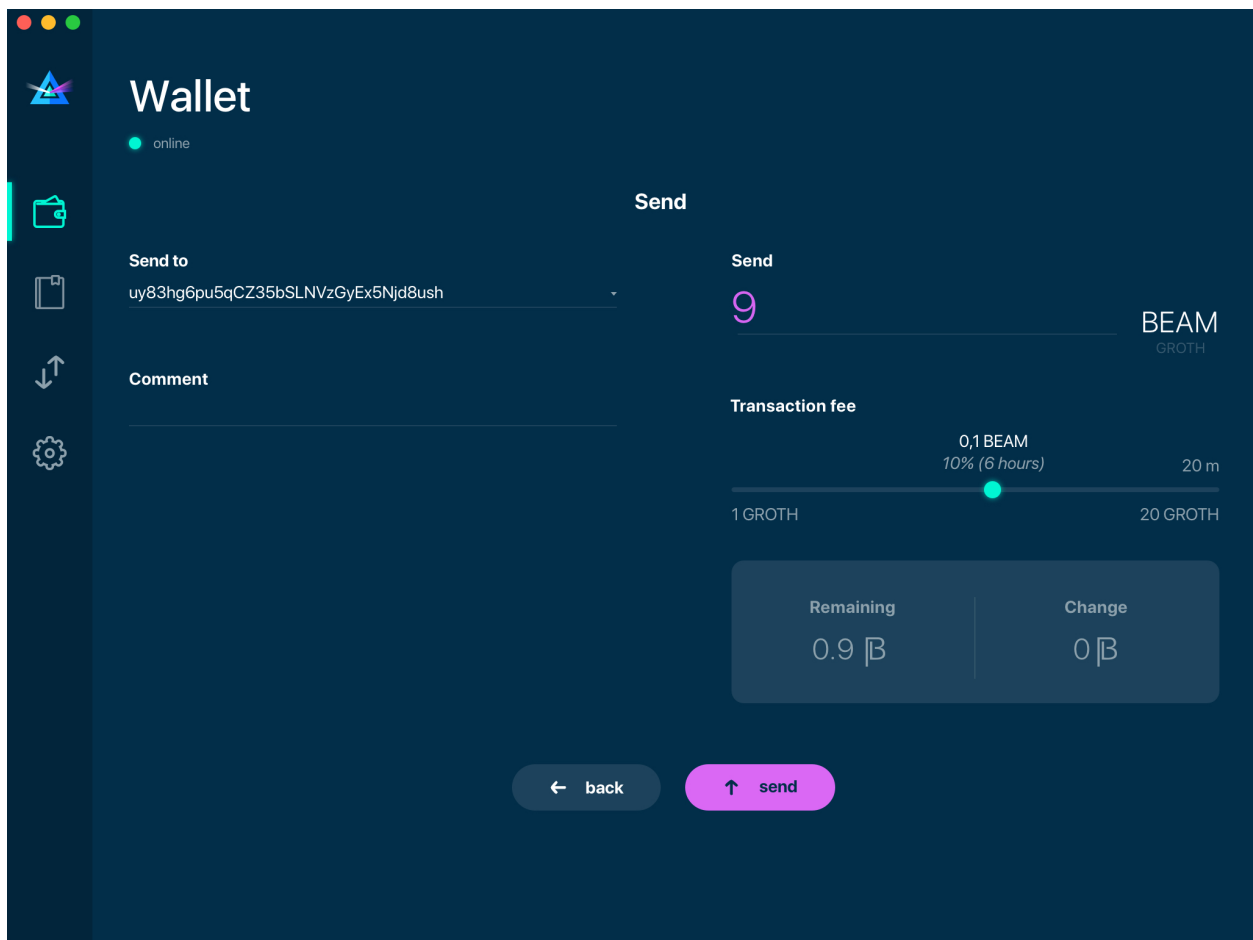 Wallet
online
Send
Send to
uy83hg6pu5qCZ35bSLNVzGyEx5Njd8ush
Comment
Send
9
BEAM
GROTH
Transaction fee
0,1 BEAM
10% (6 hours)
20 m
1 GROTH
20 GROTH
Remaining
0.9 B
Change
0 B
back
send